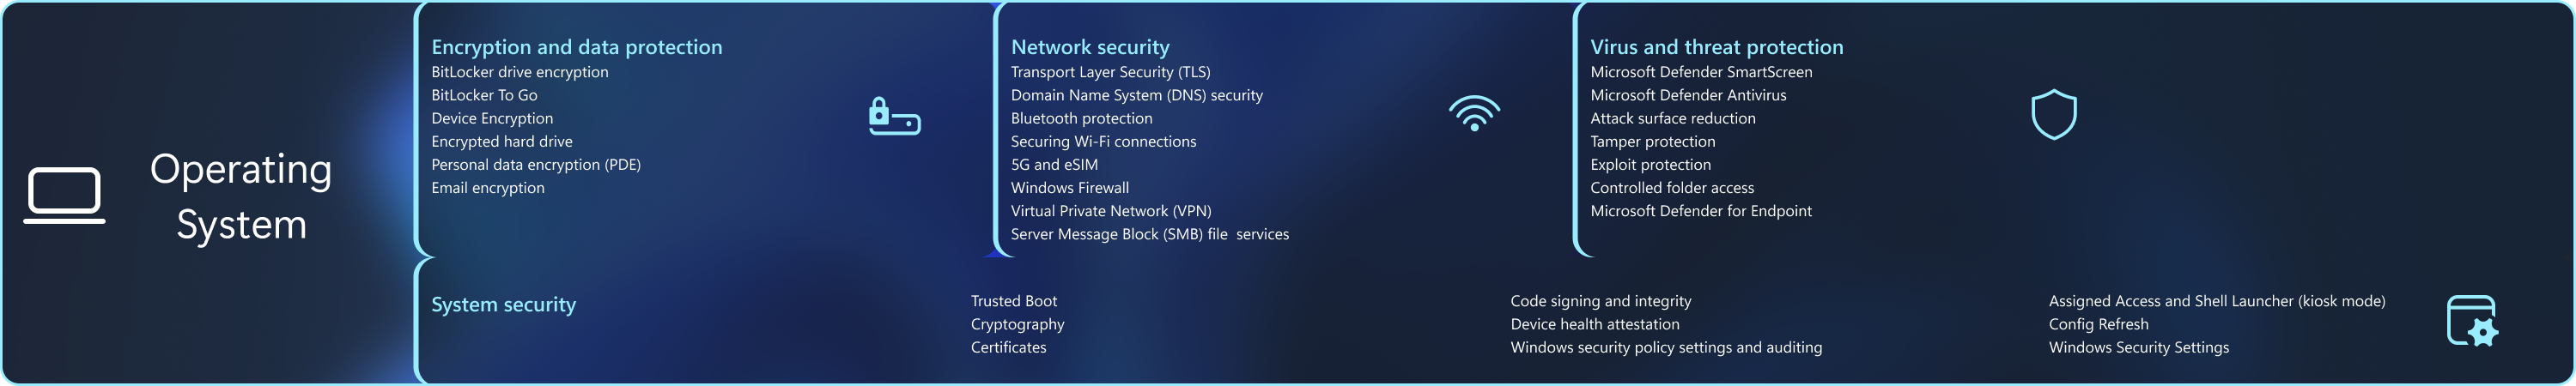 Operating
System
Encryption and data protection
BitLocker drive encryption
BitLocker To Go
Device Encryption
Encrypted hard drive
Personal data encryption (PDE)
Email encryption
Network security
Transport Layer Security (TLS)
Domain Name System (DNS) security
Bluetooth protection
Securing Wi-Fi connections
5G and eSIM
Windows Firewall
Virtual Private Network (VPN)
Server Message Block (SMB) file  services
Virus and threat protection
Microsoft Defender SmartScreen
Microsoft Defender Antivirus
Attack surface reduction
Tamper protection
Exploit protection
Controlled folder access
Microsoft Defender for Endpoint
System security
Trusted Boot
Cryptography
Certificates
Code signing and integrity
Device health attestation
Windows security policy settings and auditing
Assigned Access and Shell Launcher (kiosk mode)
Config Refresh
Windows Security Settings